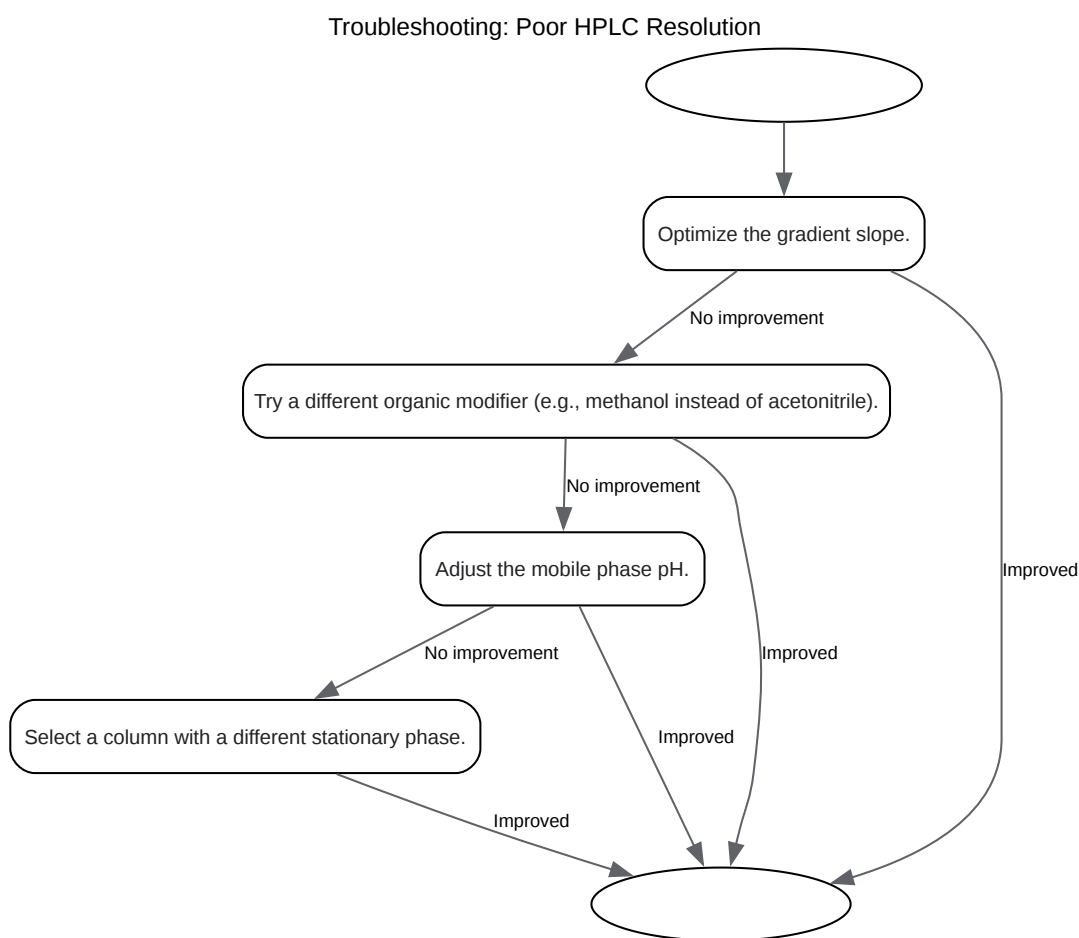 Troubleshooting: Poor HPLC Resolution
Optimize the gradient slope.
No improvement
Try a different organic modifier (e.g., methanol instead of acetonitrile).
No improvement
Adjust the mobile phase pH.
Improved
No improvement
Improved
Select a column with a different stationary phase.
Improved
Improved